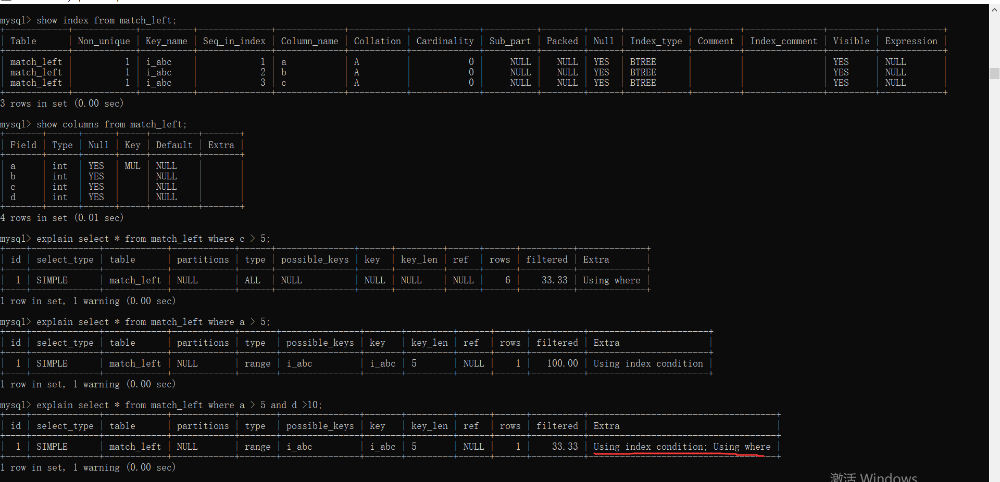 mysql> show index from match_left;
| Table | Non_unique | Key_name | Seq_in_index | Column_name | Collation | Cardinality | Sub_part | Packed | Null | Index_type | Comment | Index_comment | Visible | Expression |
| match_left | 1 | i_abc | 1 | a | A | 0 | NULL | NULL | YES | BTREE | | | YES | NULL |
| match_left | 1 | i_abc | 2 | b | A | 0 | NULL | NULL | YES | BTREE | | | YES | NULL |
| match_left | 1 | i_abc | 3 | c | A | 0 | NULL | NULL | YES | BTREE | | | YES | NULL |
3 rows in set (0.00 sec)
mysql> show columns from match_left;
| Field | Type | Null | Key | Default | Extra |
| a | int | YES | MUL | NULL | |
| b | int | YES | | NULL | |
| c | int | YES | | NULL | |
| d | int | YES | | NULL | |
4 rows in set (0.01 sec)
mysql> explain select * from match_left where c > 5;
| id | select_type | table | partitions | type | possible_keys | key | key_len | ref | rows | filtered | Extra |
| 1 | SIMPLE | match_left | NULL | ALL | NULL | NULL | NULL | NULL | 6 | 33.33 | Using where |
1 row in set, 1 warning (0.00 sec)
mysql> explain select * from match_left where a > 5;
| id | select_type | table | partitions | type | possible_keys | key | key_len | ref | rows | filtered | Extra |
| 1 | SIMPLE | match_left | NULL | range | i_abc | i_abc | 5 | NULL | 1 | 100.00 | Using index condition |
1 row in set, 1 warning (0.00 sec)
mysql> explain select * from match_left where a > 5 and d >10;
| id | select_type | table | partitions | type | possible_keys | key | key_len | ref | rows | filtered | Extra |
| 1 | SIMPLE | match_left | NULL | range | i_abc | i_abc | 5 | NULL | 1 | 33.33 | Using index condition; Using where |
1 row in set, 1 warning (0.00 sec)
激活 Windows